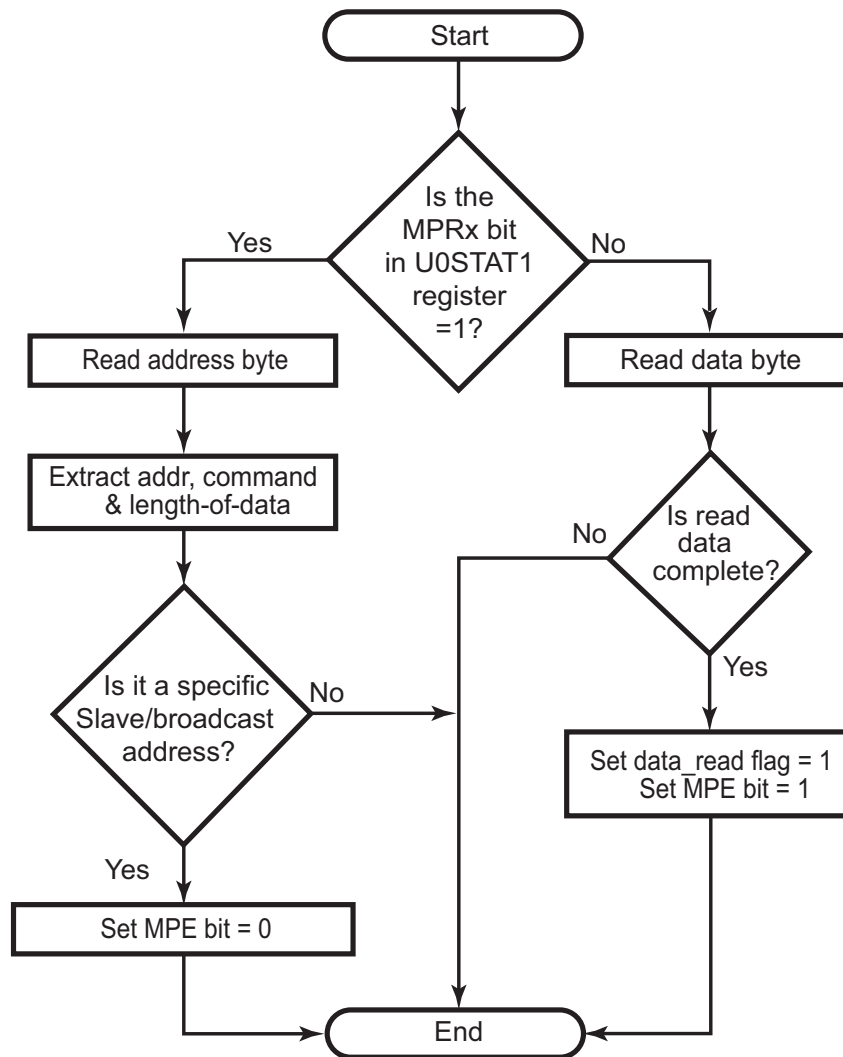 Start
Is the
MPRx bit
in U0STAT1
register
=1?
Yes
No
Read address byte
Read data byte
Extract addr, command
& length-of-data
Is read
data
complete?
No
Yes
Is it a specific
Slave/broadcast
address?
No
Yes
Set data_read flag = 1
Set MPE bit = 1
Set MPE bit = 0
End